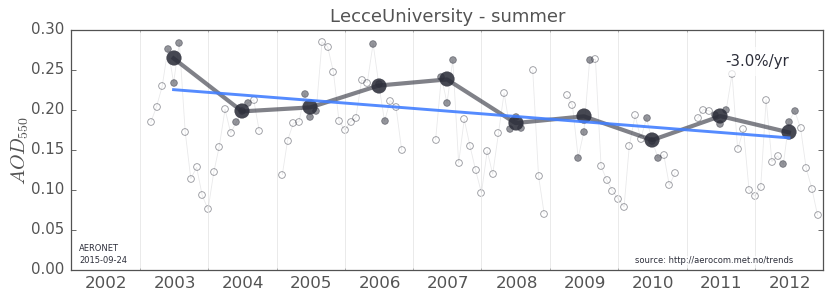 LecceUniversity - summer
0.30
0.25
0.20
0.15
0.10
0.05
0.00
AOD550
-3.0%/yr
AERONET
2015-09-24
source: http://aerocom.met.no/trends
2002 2003 2004 2005 2006 2007 2008 2009 2010 2011 2012